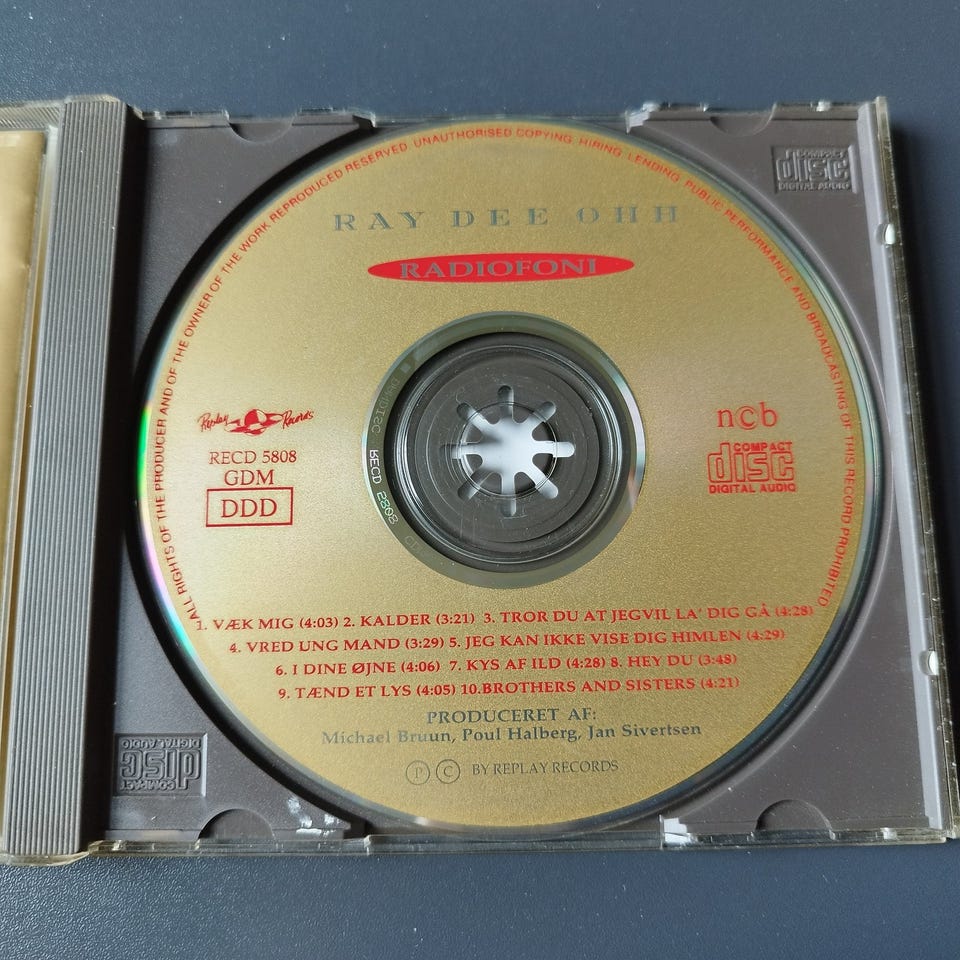 ALL RIGHTS OF THE PRODUCER AND OF THE OWNER OF THE WORK REPRODUCED RESERVED. UNAUTHORISED COPYING, HIRING, LENDING, PUBLIC PERFORMANCE AND BROADCASTING OF THIS RECORD PROHIBITED
RAY DEE OHH
RADIOFONI
Replay Records
RECD 5808
GDM
DDD
ncb
COMPACT
disc
DIGITAL AUDIO
RECD 5808
1. VÆK MIG (4:03) 2. KALDER (3:21) 3. TROR DU AT JEGVIL LA' DIG GÅ (4:28)
4. VRED UNG MAND (3:29) 5. JEG KAN IKKE VISE DIG HIMLEN (4:29)
6. I DINE ØJNE (4:06) 7. KYS AF ILD (4:28) 8. HEY DU (3:48)
9. TÆND ET LYS (4:05) 10.BROTHERS AND SISTERS (4:21)
PRODUCERET AF:
Michael Bruun, Poul Halberg, Jan Sivertsen
Ⓟ Ⓒ BY REPLAY RECORDS
COMPACT
disc
DIGITAL AUDIO
COMPACT
disc
DIGITAL AUDIO